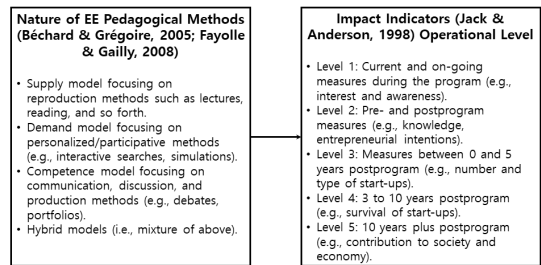 Nature of EE Pedagogical Methods
(Béchard & Grégoire, 2005; Fayolle
& Gailly, 2008)
• Supply model focusing on
reproduction methods such as lectures,
reading, and so forth.
• Demand model focusing on
personalized/participative methods
(e.g., interactive searches, simulations).
• Competence model focusing on
communication, discussion, and
production methods (e.g., debates,
portfolios).
• Hybrid models (i.e., mixture of above).
Impact Indicators (Jack &
Anderson, 1998) Operational Level
• Level 1: Current and on-going
measures during the program (e.g.,
interest and awareness).
• Level 2: Pre- and postprogram
measures (e.g., knowledge,
entrepreneurial intentions).
• Level 3: Measures between 0 and 5
years postprogram (e.g., number and
type of start-ups).
• Level 4: 3 to 10 years postprogram
(e.g., survival of start-ups).
• Level 5: 10 years plus postprogram
(e.g., contribution to society and
economy).